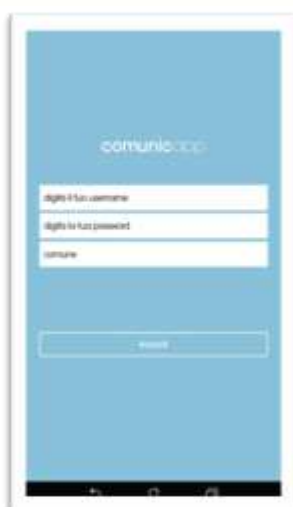 comunicapp
digita il tuo username
digita la tua password
comune